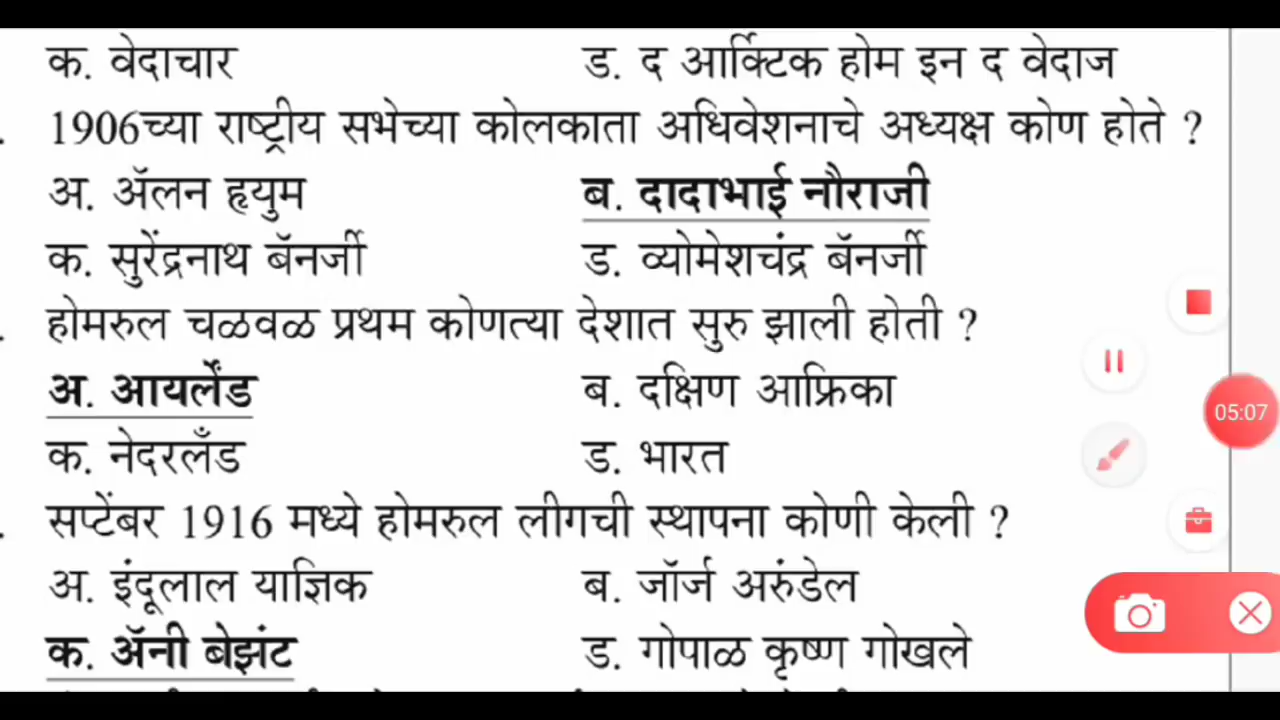 क. वेदाचार ड. द आर्क्टिक होम इन द वेदाज
1906च्या राष्ट्रीय सभेच्या कोलकाता अधिवेशनाचे अध्यक्ष कोण होते ?
अ. ॲलन हृयुम ब. दादाभाई नौराजी
क. सुरेंद्रनाथ बॅनर्जी ड. व्योमेशचंद्र बॅनर्जी
होमरुल चळवळ प्रथम कोणत्या देशात सुरु झाली होती ?
अ. आयर्लेंड ब. दक्षिण आफ्रिका
क. नेदरलँड ड. भारत
05:07
सप्टेंबर 1916 मध्ये होमरुल लीगची स्थापना कोणी केली ?
अ. इंदूलाल याज्ञिक ब. जॉर्ज अरुंडेल
क. ॲनी बेझंट ड. गोपाळ कृष्ण गोखले